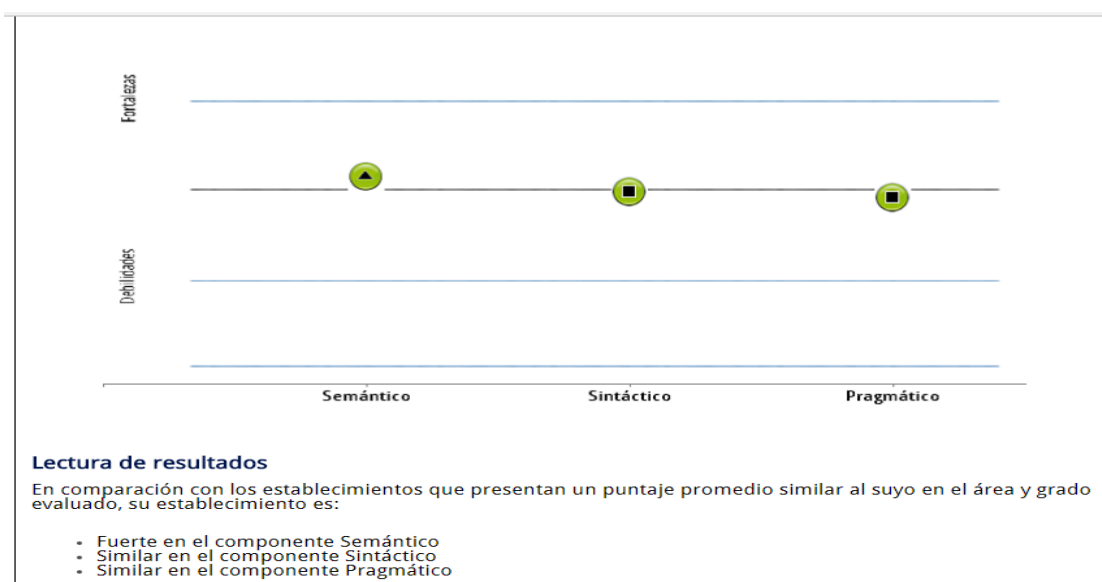 Fortalezas
Debilidades
Semántico
Sintáctico
Pragmático
Lectura de resultados
En comparación con los establecimientos que presentan un puntaje promedio similar al suyo en el área y grado
evaluado, su establecimiento es:
• Fuerte en el componente Semántico
• Similar en el componente Sintáctico
• Similar en el componente Pragmático